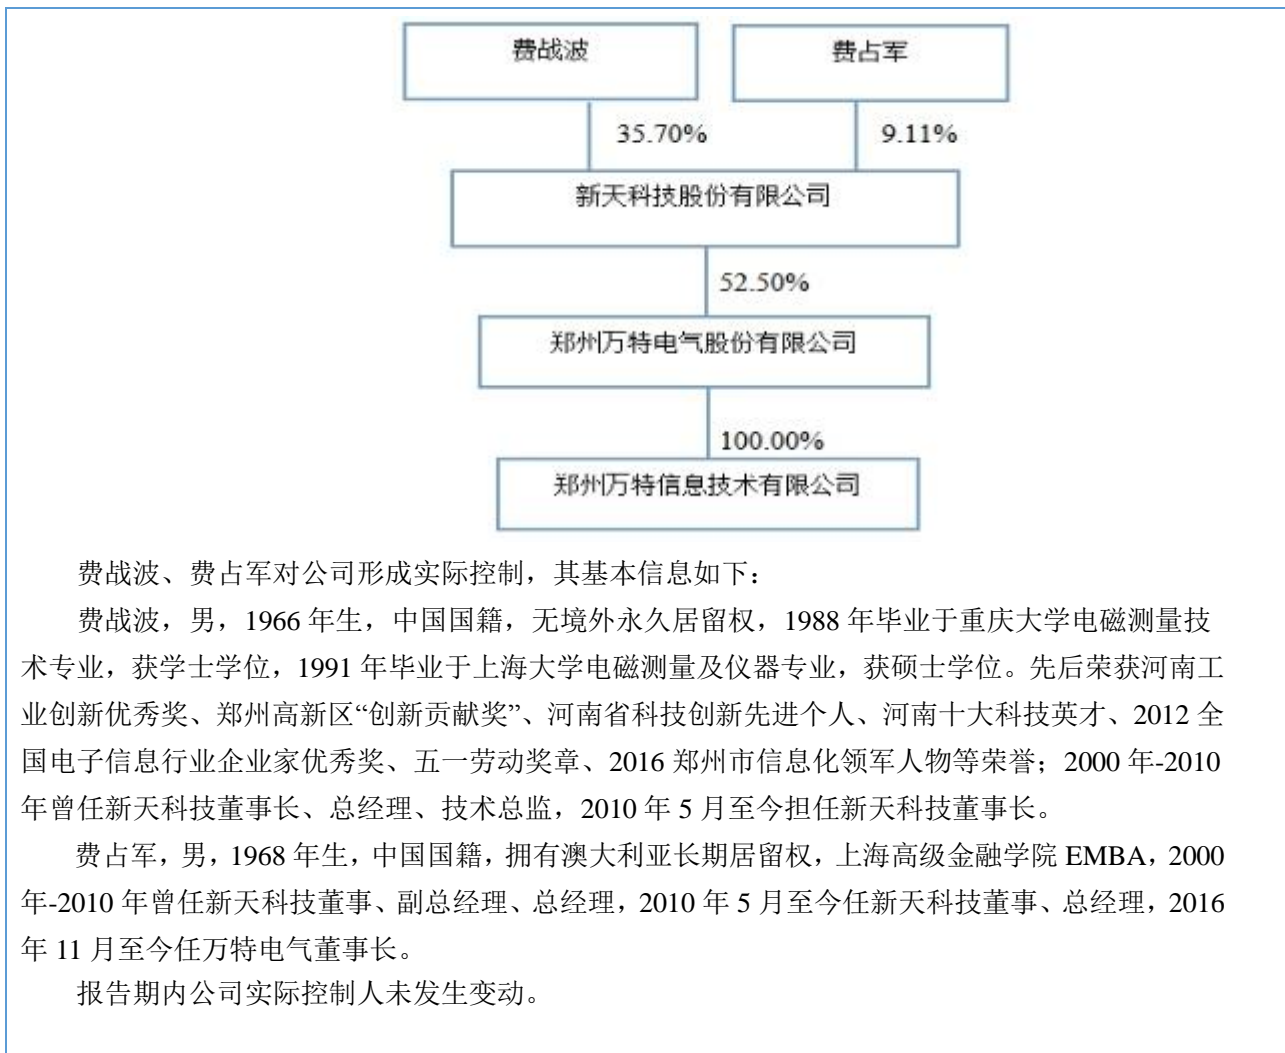 费战波
费占军
35.70%
9.11%
新天科技股份有限公司
52.50%
郑州万特电气股份有限公司
100.00%
郑州万特信息技术有限公司
费战波、费占军对公司形成实际控制，其基本信息如下：
费战波，男，1966 年生，中国国籍，无境外永久居留权，1988 年毕业于重庆大学电磁测量技
术专业，获学士学位，1991 年毕业于上海大学电磁测量及仪器专业，获硕士学位。先后荣获河南工
业创新优秀奖、郑州高新区“创新贡献奖”、河南省科技创新先进个人、河南十大科技英才、2012 全
国电子信息行业企业家优秀奖、五一劳动奖章、2016 郑州市信息化领军人物等荣誉；2000 年-2010
年曾任新天科技董事长、总经理、技术总监，2010 年 5 月至今担任新天科技董事长。
费占军，男，1968 年生，中国国籍，拥有澳大利亚长期居留权，上海高级金融学院 EMBA，2000
年-2010 年曾任新天科技董事、副总经理、总经理，2010 年 5 月至今任新天科技董事、总经理，2016
年 11 月至今任万特电气董事长。
报告期内公司实际控制人未发生变动。